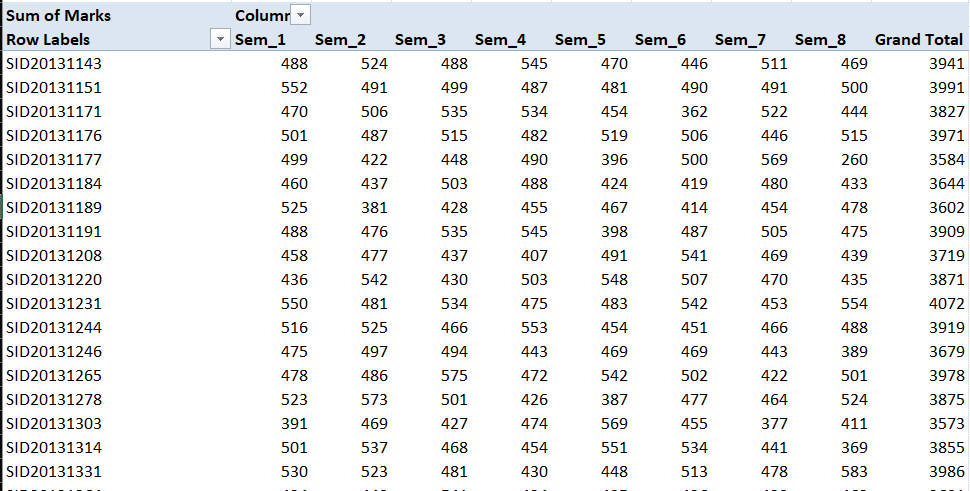 Sum of Marks Column
Row Labels Sem_1 Sem_2 Sem_3 Sem_4 Sem_5 Sem_6 Sem_7 Sem_8 Grand Total
SID20131143 488 524 488 545 470 446 511 469 3941
SID20131151 552 491 499 487 481 490 491 500 3991
SID20131171 470 506 535 534 454 362 522 444 3827
SID20131176 501 487 515 482 519 506 446 515 3971
SID20131177 499 422 448 490 396 500 569 260 3584
SID20131184 460 437 503 488 424 419 480 433 3644
SID20131189 525 381 428 455 467 414 454 478 3602
SID20131191 488 476 535 545 398 487 505 475 3909
SID20131208 458 477 437 407 491 541 469 439 3719
SID20131220 436 542 430 503 548 507 470 435 3871
SID20131231 550 481 534 475 483 542 453 554 4072
SID20131244 516 525 466 553 454 451 466 488 3919
SID20131246 475 497 494 443 469 469 443 389 3679
SID20131265 478 486 575 472 542 502 422 501 3978
SID20131278 523 573 501 426 387 477 464 524 3875
SID20131303 391 469 427 474 569 455 377 411 3573
SID20131314 501 537 468 454 551 534 441 369 3855
SID20131331 530 523 481 430 448 513 478 583 3986